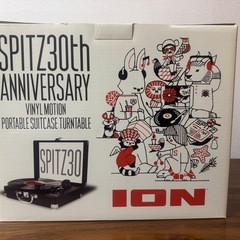 SPITZ30th
ANNIVERSARY
VINYL MOTION
PORTABLE SUITCASE TURNTABLE
SPITZ30
ION